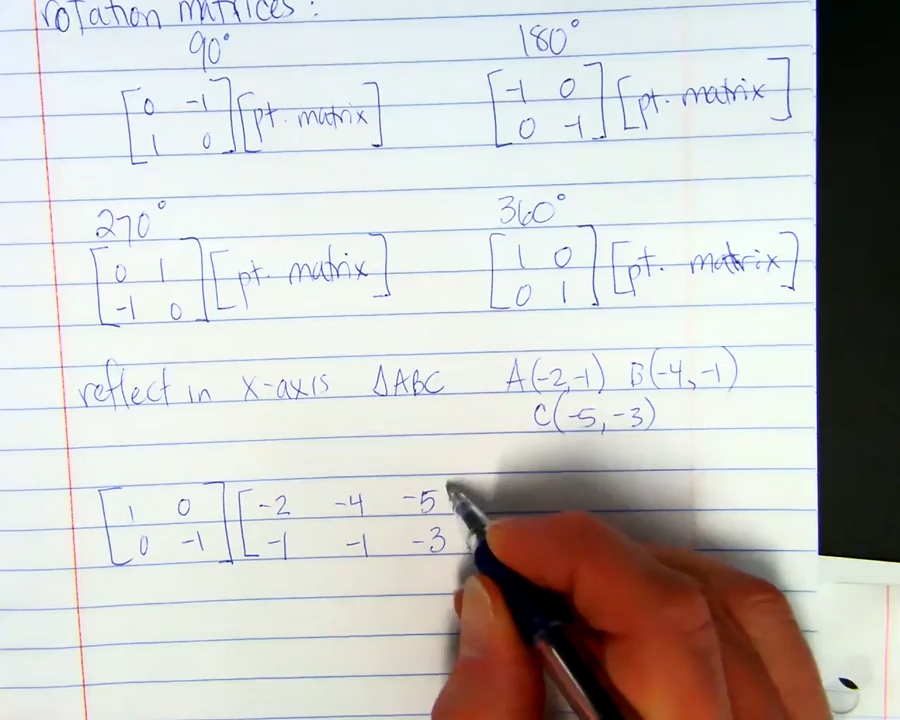 rotation matrices:
90° 180°
[0 -1] [pt. matrix] [-1 0] [pt. matrix]
[1 0] [0 -1]
270° 360°
[0 1] [pt. matrix] [1 0] [pt. matrix]
[-1 0] [0 1]
reflect in x-axis ΔABC A(-2,-1) B(-4,-1)
C(-5,-3)
[1 0] [-2 -4 -5
[0 -1] [-1 -1 -3